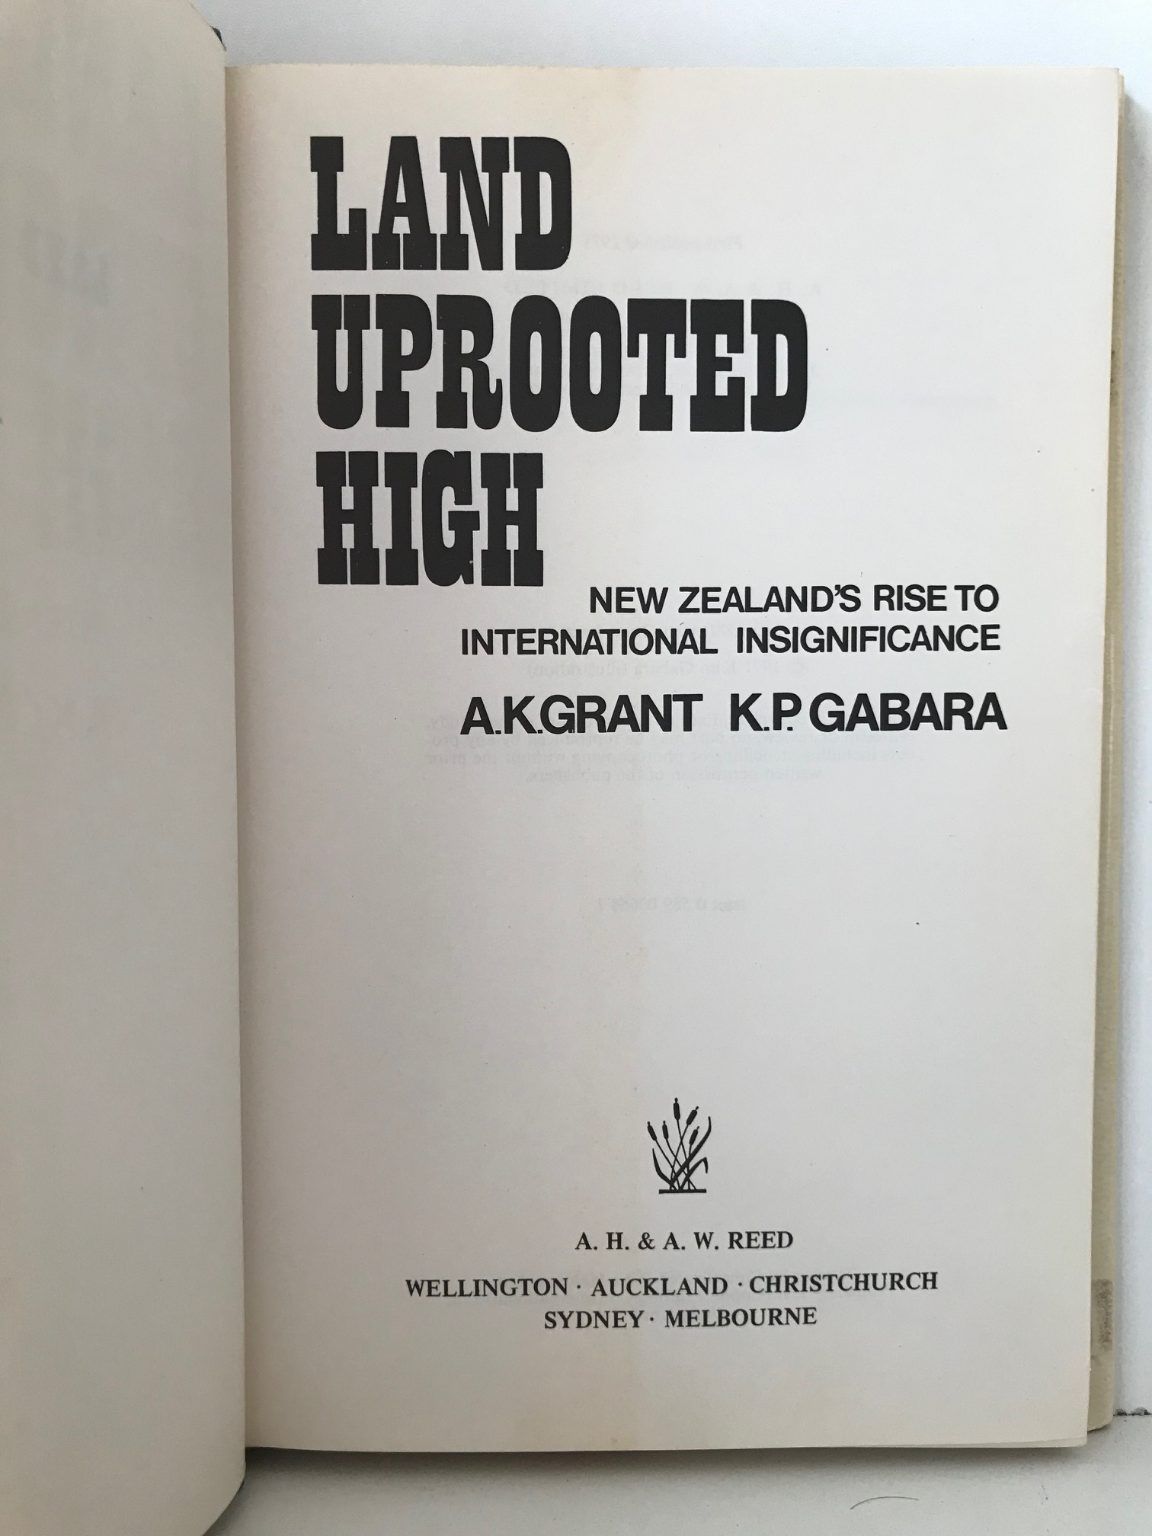 LAND
UPROOTED
HIGH
NEW ZEALAND'S RISE TO
INTERNATIONAL INSIGNIFICANCE
A.K.GRANT K.P. GABARA
A. H. & A. W. REED
WELLINGTON · AUCKLAND · CHRISTCHURCH
SYDNEY · MELBOURNE